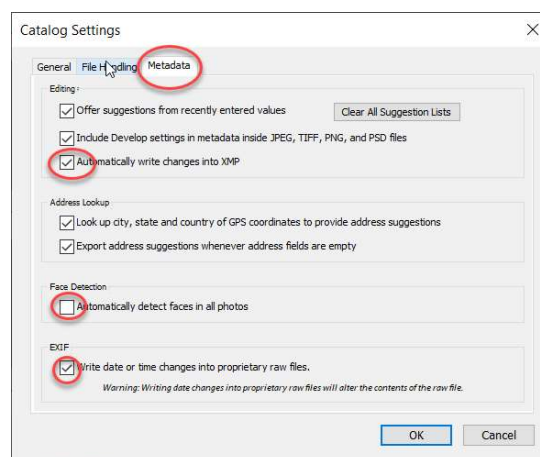 Catalog Settings
General File Handling Metadata
Editing:
Offer suggestions from recently entered values Clear All Suggestion Lists
Include Develop settings in metadata inside JPEG, TIFF, PNG, and PSD files
Automatically write changes into XMP
Address Lookup
Look up city, state and country of GPS coordinates to provide address suggestions
Export address suggestions whenever address fields are empty
Face Detection
Automatically detect faces in all photos
EXIF
Write date or time changes into proprietary raw files.
Warning: Writing date changes into proprietary raw files will alter the contents of the raw file.
OK Cancel